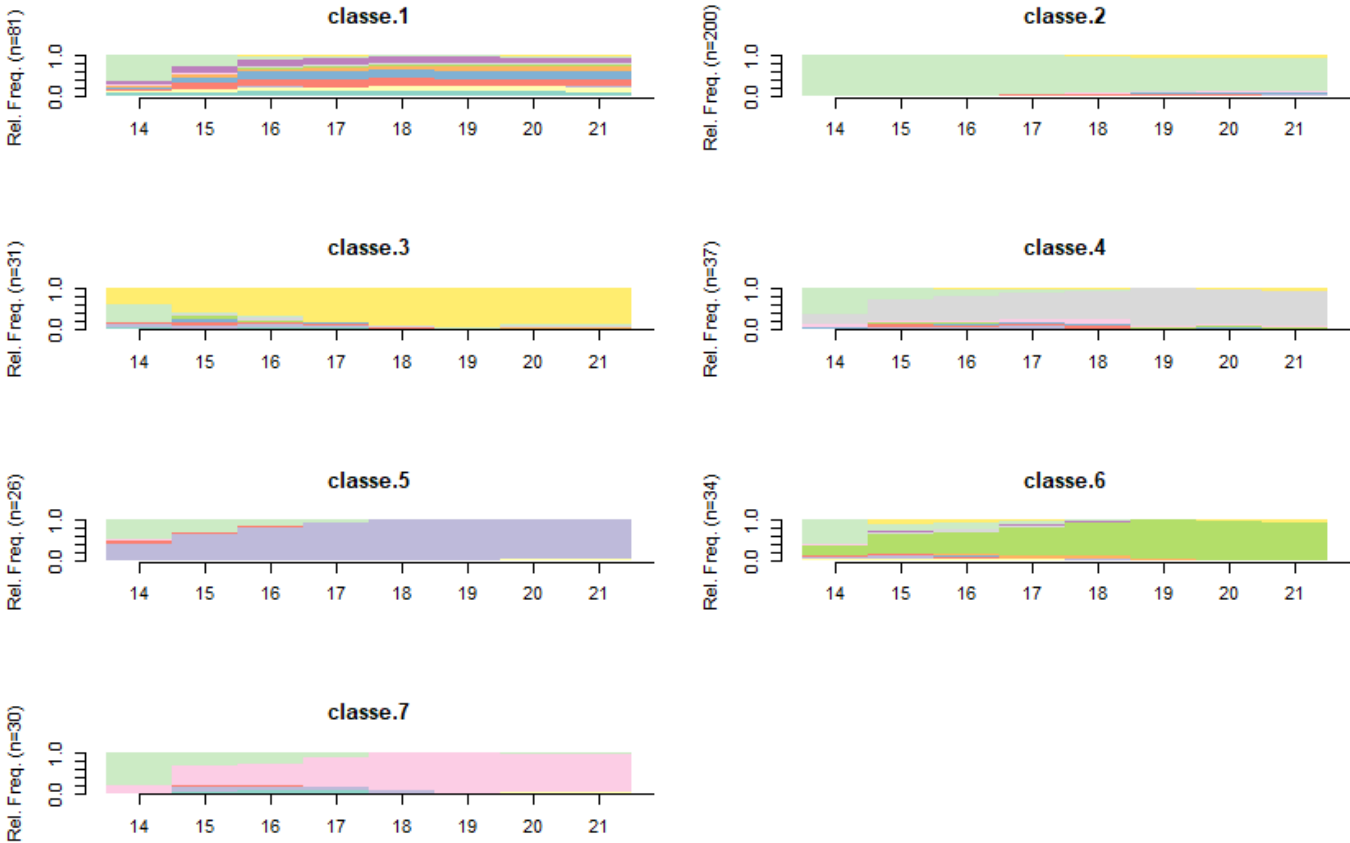 classe.1
Rel. Freq. (n=81)
0.0 1.0
14 15 16 17 18 19 20 21
classe.2
Rel. Freq. (n=200)
0.0 1.0
14 15 16 17 18 19 20 21
classe.3
Rel. Freq. (n=31)
0.0 1.0
14 15 16 17 18 19 20 21
classe.4
Rel. Freq. (n=37)
0.0 1.0
14 15 16 17 18 19 20 21
classe.5
Rel. Freq. (n=26)
0.0 1.0
14 15 16 17 18 19 20 21
classe.6
Rel. Freq. (n=34)
0.0 1.0
14 15 16 17 18 19 20 21
classe.7
Rel. Freq. (n=30)
0.0 1.0
14 15 16 17 18 19 20 21